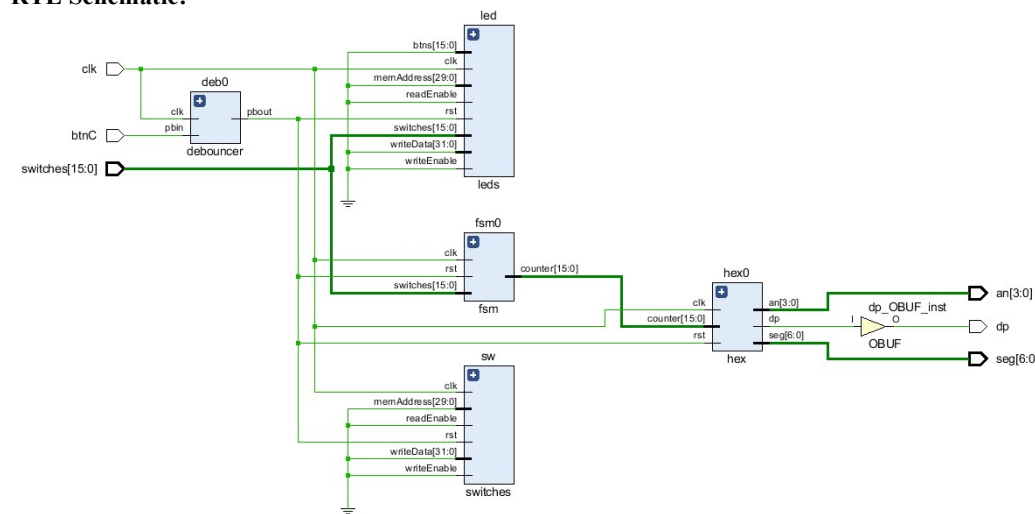 RTL Schematic:
led
btns[15:0]
clk
memAddress[29:0]
readEnable
rst
switches[15:0]
writeData[31:0]
writeEnable
leds
clk
deb0
clk
pbin
pbout
debouncer
btnC
switches[15:0]
fsm0
clk
rst
switches[15:0]
counter[15:0]
fsm
hex0
clk
counter[15:0]
rst
an[3:0]
dp
seg[6:0]
hex
dp_OBUF_inst
I
O
OBUF
an[3:0]
dp
seg[6:0
sw
clk
memAddress[29:0]
readEnable
rst
writeData[31:0]
writeEnable
switches